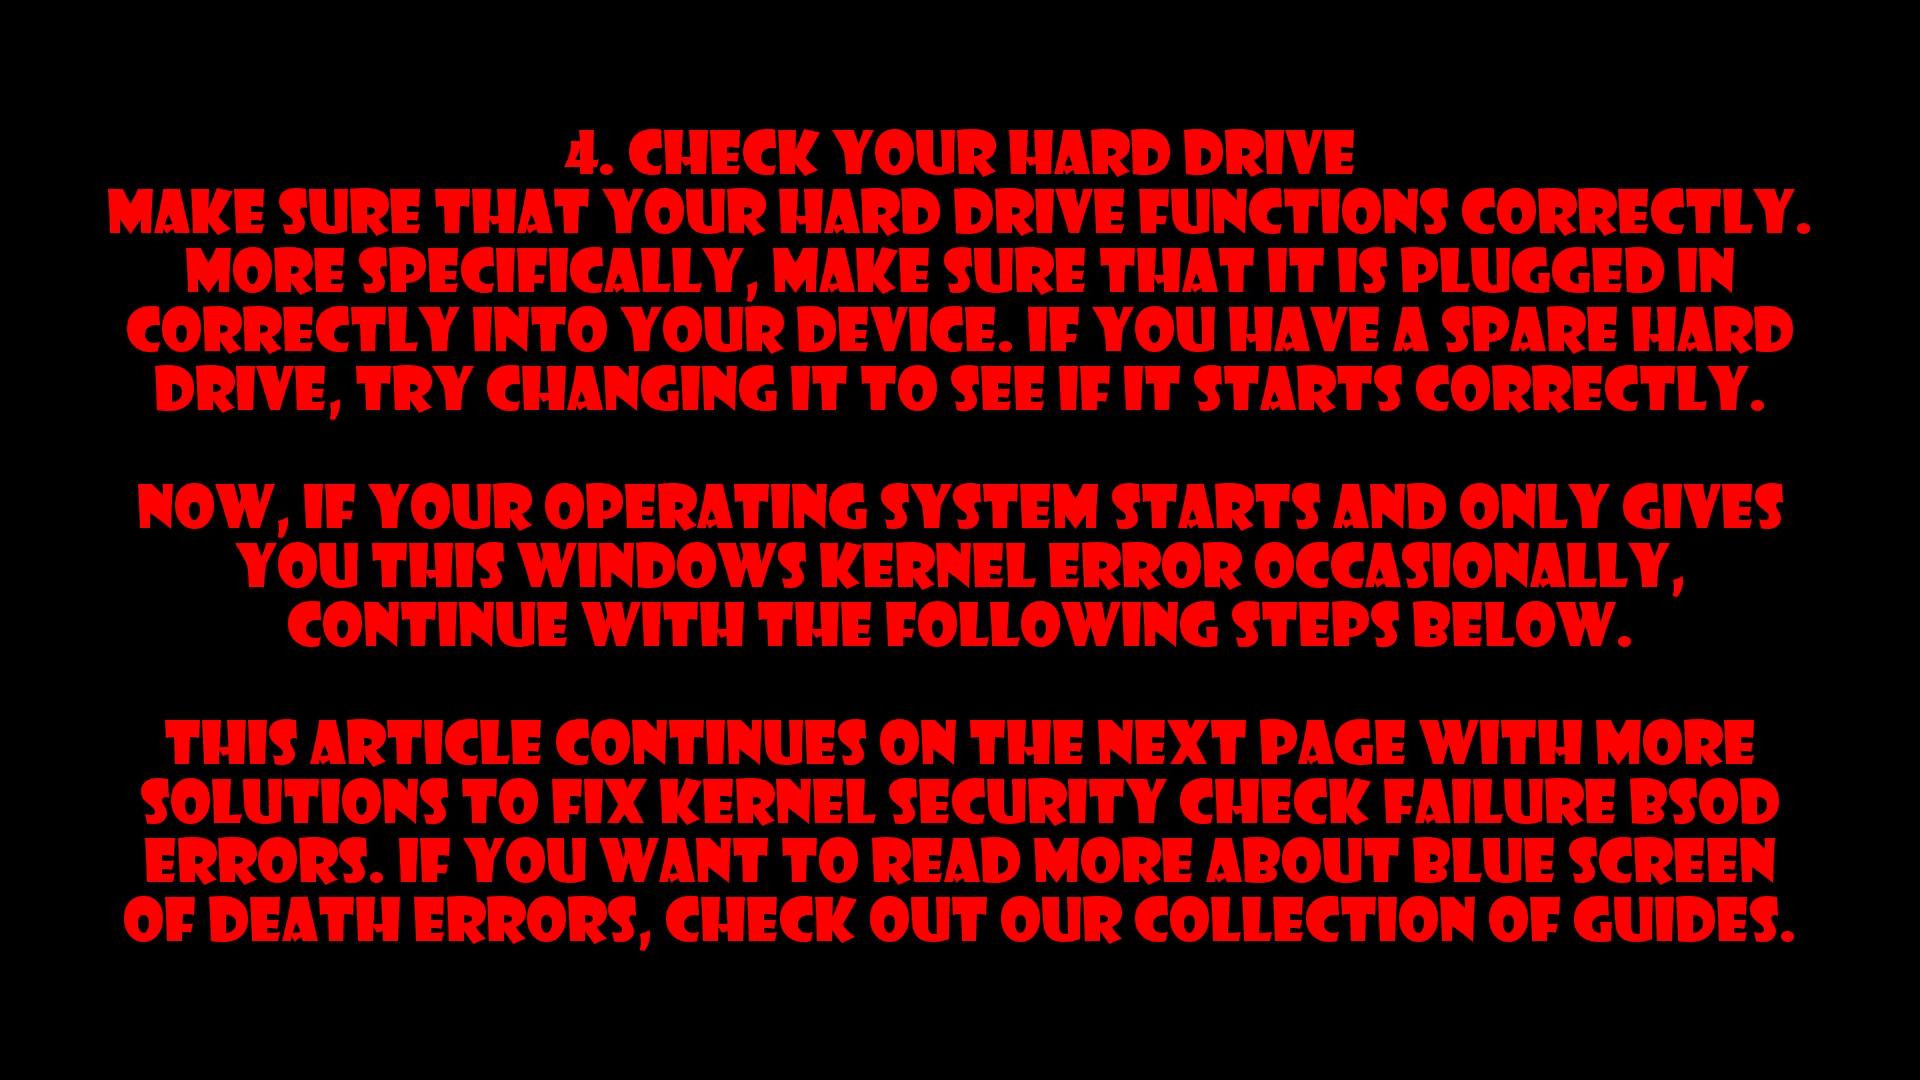 4. CHECK YOUR HARD DRIVE
MAKE SURE THAT YOUR HARD DRIVE FUNCTIONS CORRECTLY.
MORE SPECIFICALLY, MAKE SURE THAT IT IS PLUGGED IN
CORRECTLY INTO YOUR DEVICE. IF YOU HAVE A SPARE HARD
DRIVE, TRY CHANGING IT TO SEE IF IT STARTS CORRECTLY.
NOW, IF YOUR OPERATING SYSTEM STARTS AND ONLY GIVES
YOU THIS WINDOWS KERNEL ERROR OCCASIONALLY,
CONTINUE WITH THE FOLLOWING STEPS BELOW.
THIS ARTICLE CONTINUES ON THE NEXT PAGE WITH MORE
SOLUTIONS TO FIX KERNEL SECURITY CHECK FAILURE BSOD
ERRORS. IF YOU WANT TO READ MORE ABOUT BLUE SCREEN
OF DEATH ERRORS, CHECK OUT OUR COLLECTION OF GUIDES.